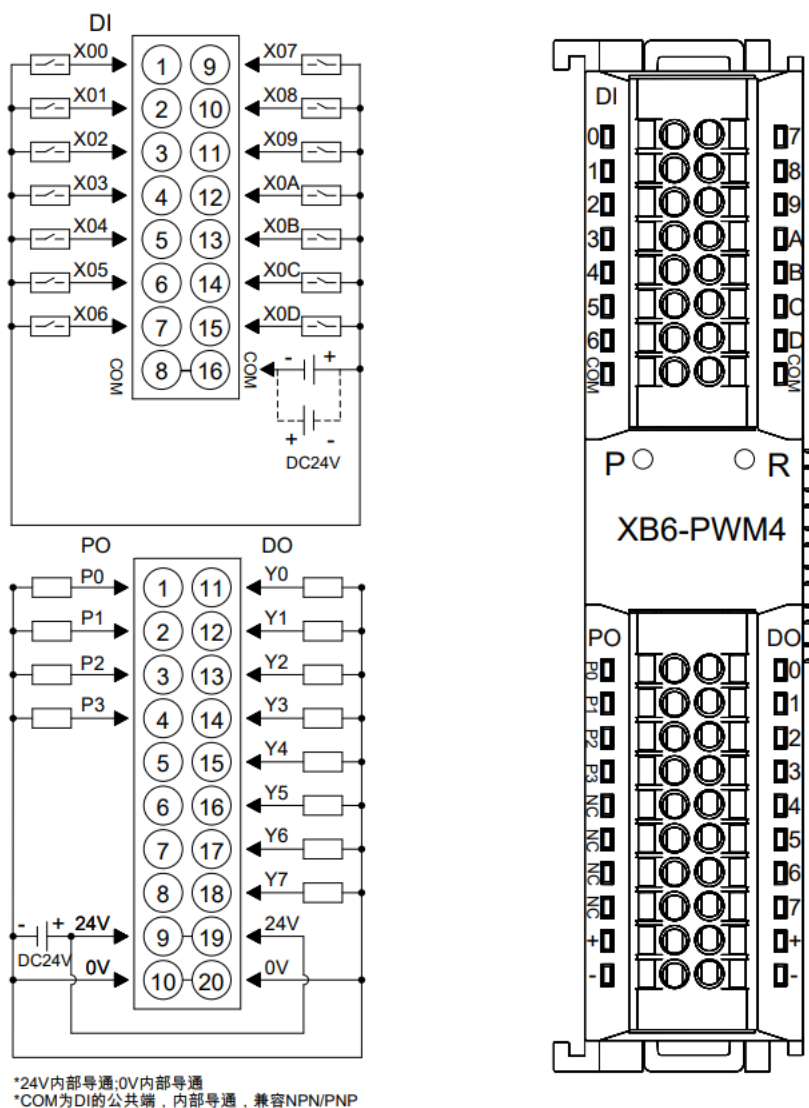 DI
X00 1 9 X07
X01 2 10 X08
X02 3 11 X09
X03 4 12 X0A
X04 5 13 X0B
X05 6 14 X0C
X06 7 15 X0D
COM 8 16 COM - +
+ -
DC24V
PO DO
P0 1 11 Y0
P1 2 12 Y1
P2 3 13 Y2
P3 4 14 Y3
5 15 Y4
6 16 Y5
7 17 Y6
8 18 Y7
- + 24V 9 19 24V
DC24V
0V 10 20 0V
*24V内部导通;0V内部导通
*COM为DI的公共端，内部导通，兼容NPN/PNP
DI
0 7
1 8
2 9
3 A
4 B
5 C
6 D
COM COM
P R
XB6-PWM4
PO DO
P0 0
P1 1
P2 2
P3 3
NC 4
NC 5
NC 6
NC 7
+ +
- -